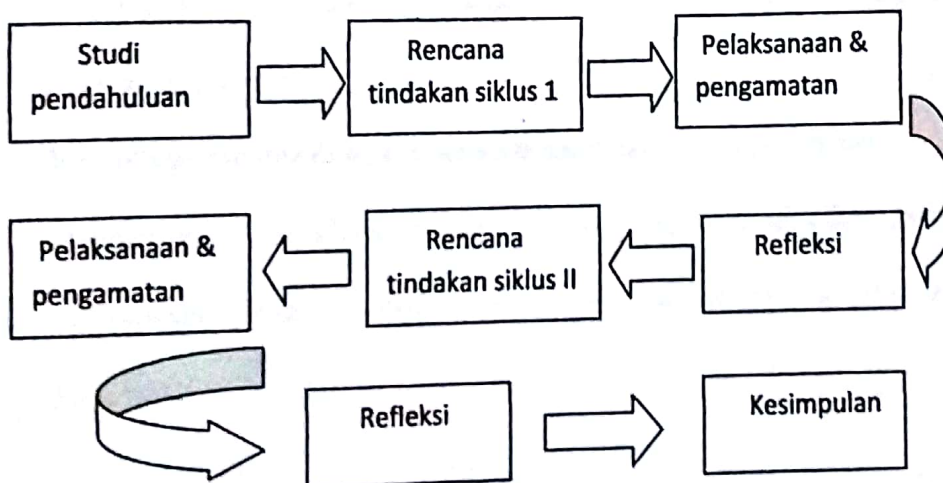 Studi
pendahuluan
Rencana
tindakan siklus 1
Pelaksanaan &
pengamatan
Refleksi
Rencana
tindakan siklus II
Pelaksanaan &
pengamatan
Refleksi
Kesimpulan